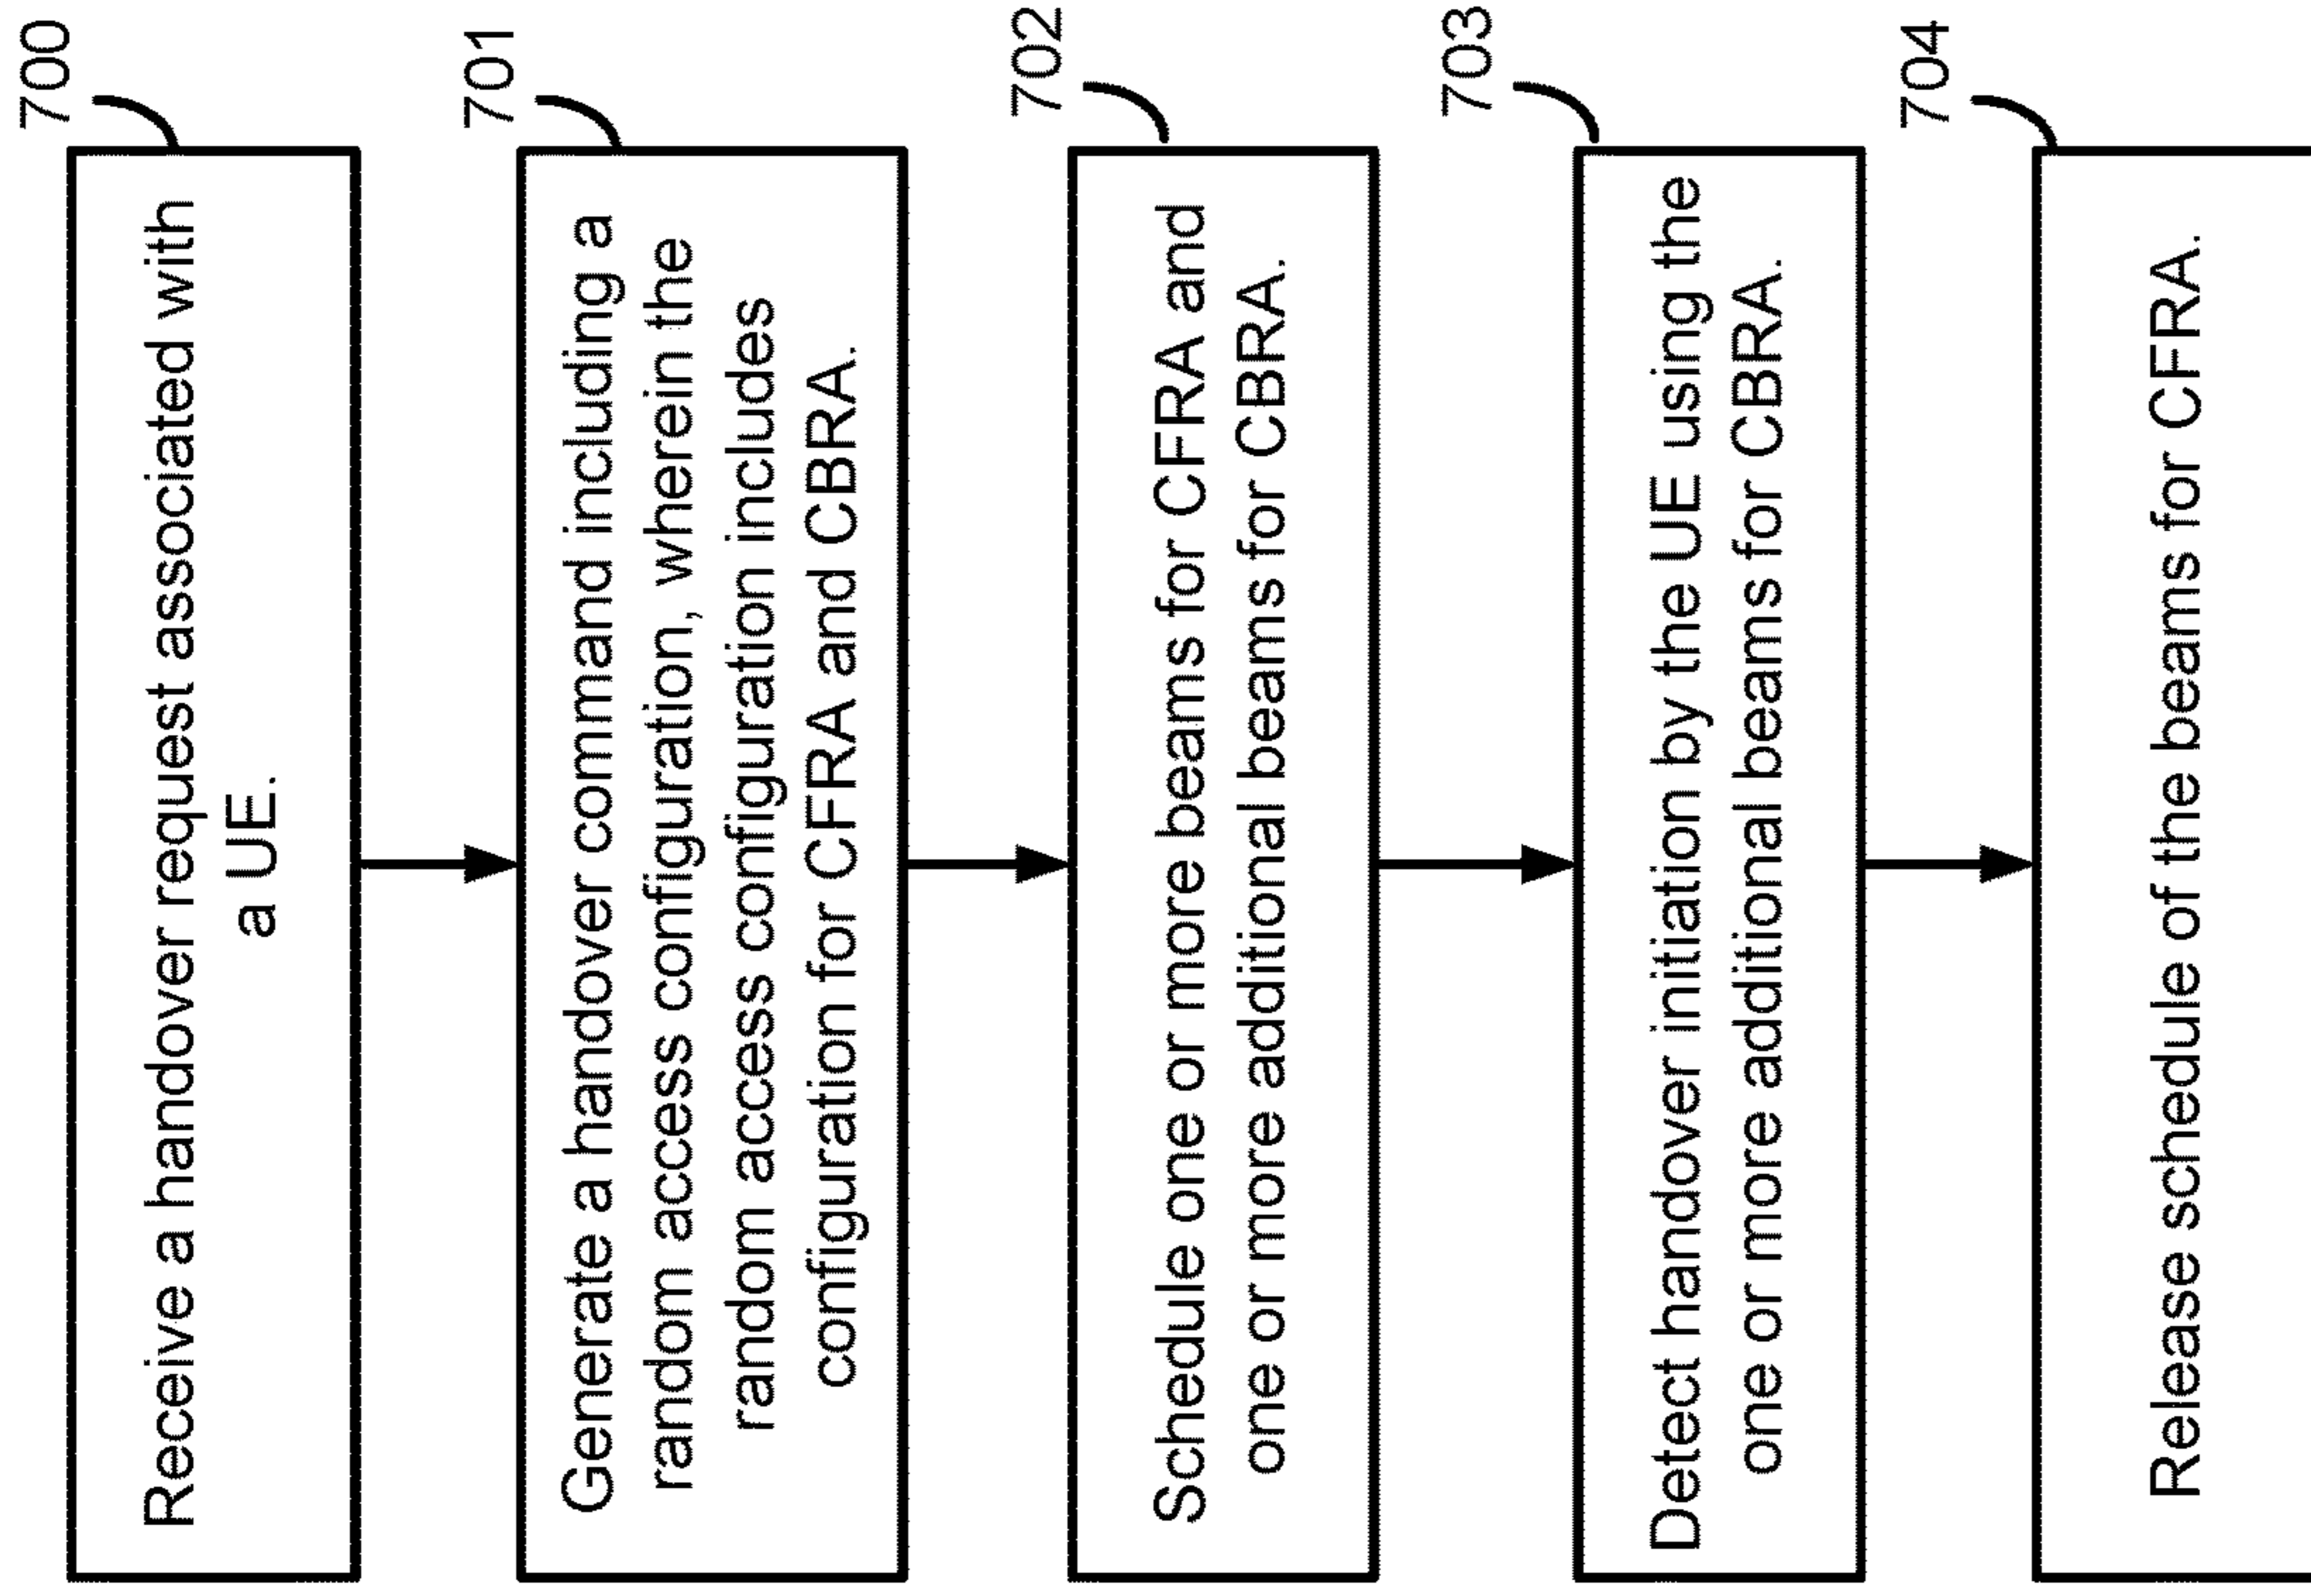 700
Receive a handover request associated with
a UE.
701
Generate a handover command including a
random access configuration, wherein the
random access configuration includes
configuration for CFRA and CBRA.
702
Schedule one or more beams for CFRA and
one or more additional beams for CBRA.
703
Detect handover initiation by the UE using the
one or more additional beams for CBRA.
704
Release schedule of the beams for CFRA.